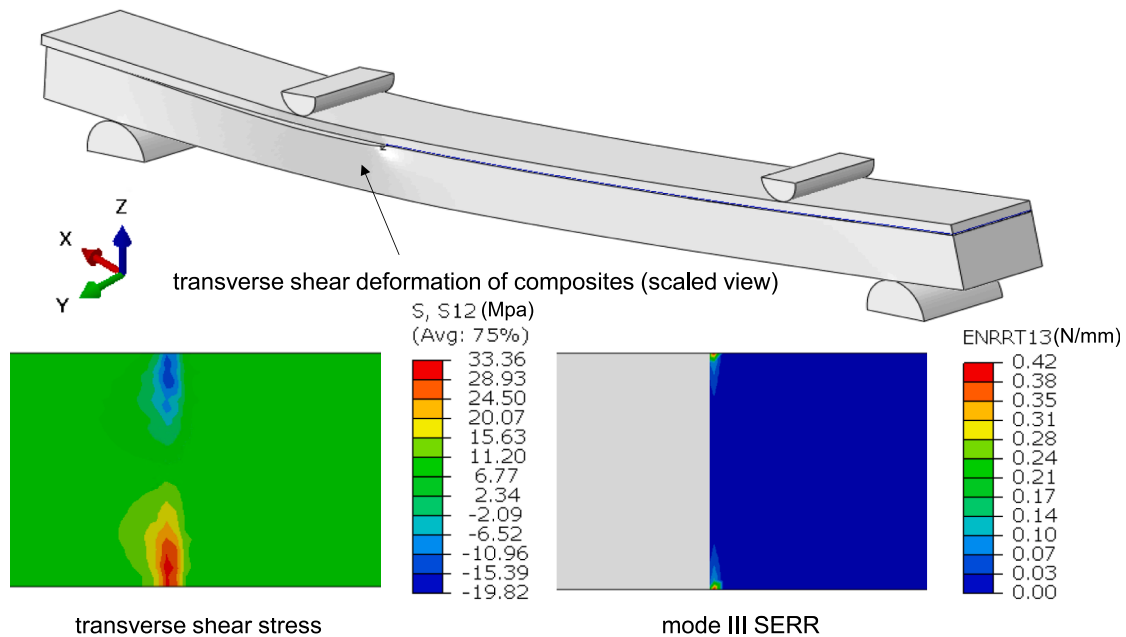 Z
X
Y
transverse shear deformation of composites (scaled view)
S, S12 (Mpa)
(Avg: 75%)
33.36
28.93
24.50
20.07
15.63
11.20
6.77
2.34
-2.09
-6.52
-10.96
-15.39
-19.82
ENRRT13 (N/mm)
0.42
0.38
0.35
0.31
0.28
0.24
0.21
0.17
0.14
0.10
0.07
0.03
0.00
transverse shear stress
mode III SERR